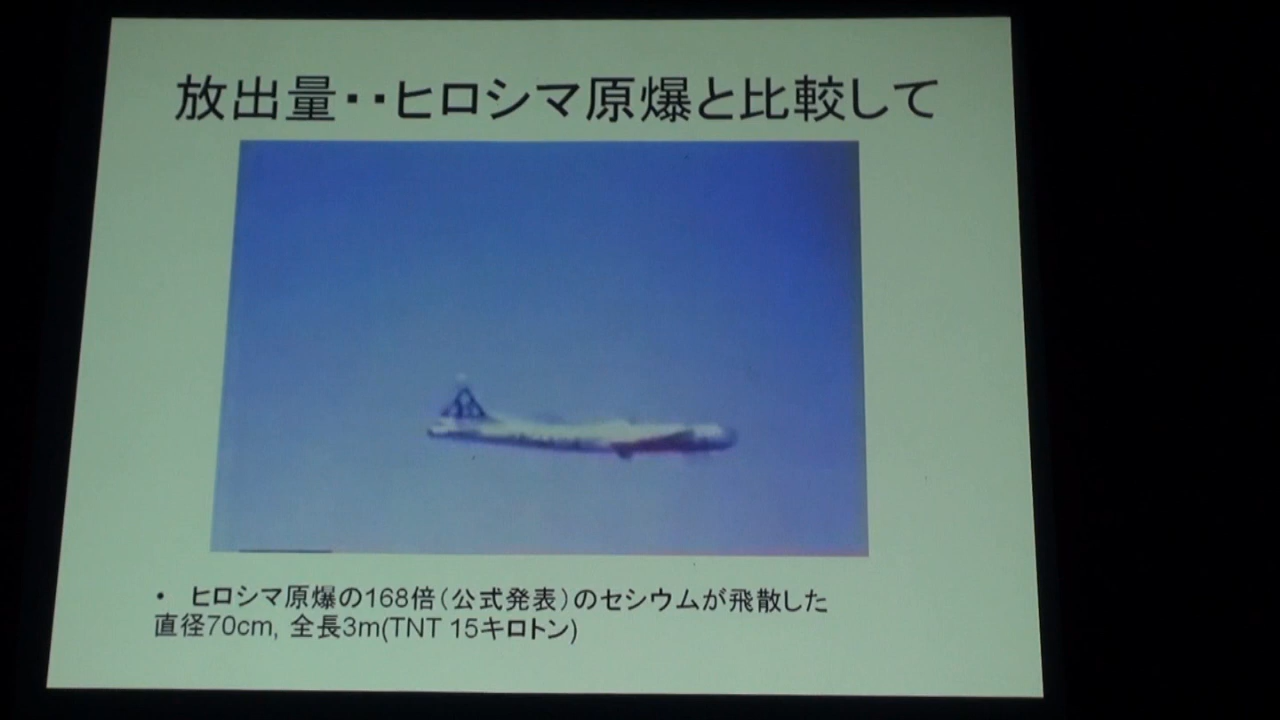 放出量・・ヒロシマ原爆と比較して
・ ヒロシマ原爆の168倍（公式発表）のセシウムが飛散した
直径70cm, 全長3m(TNT 15キロトン)